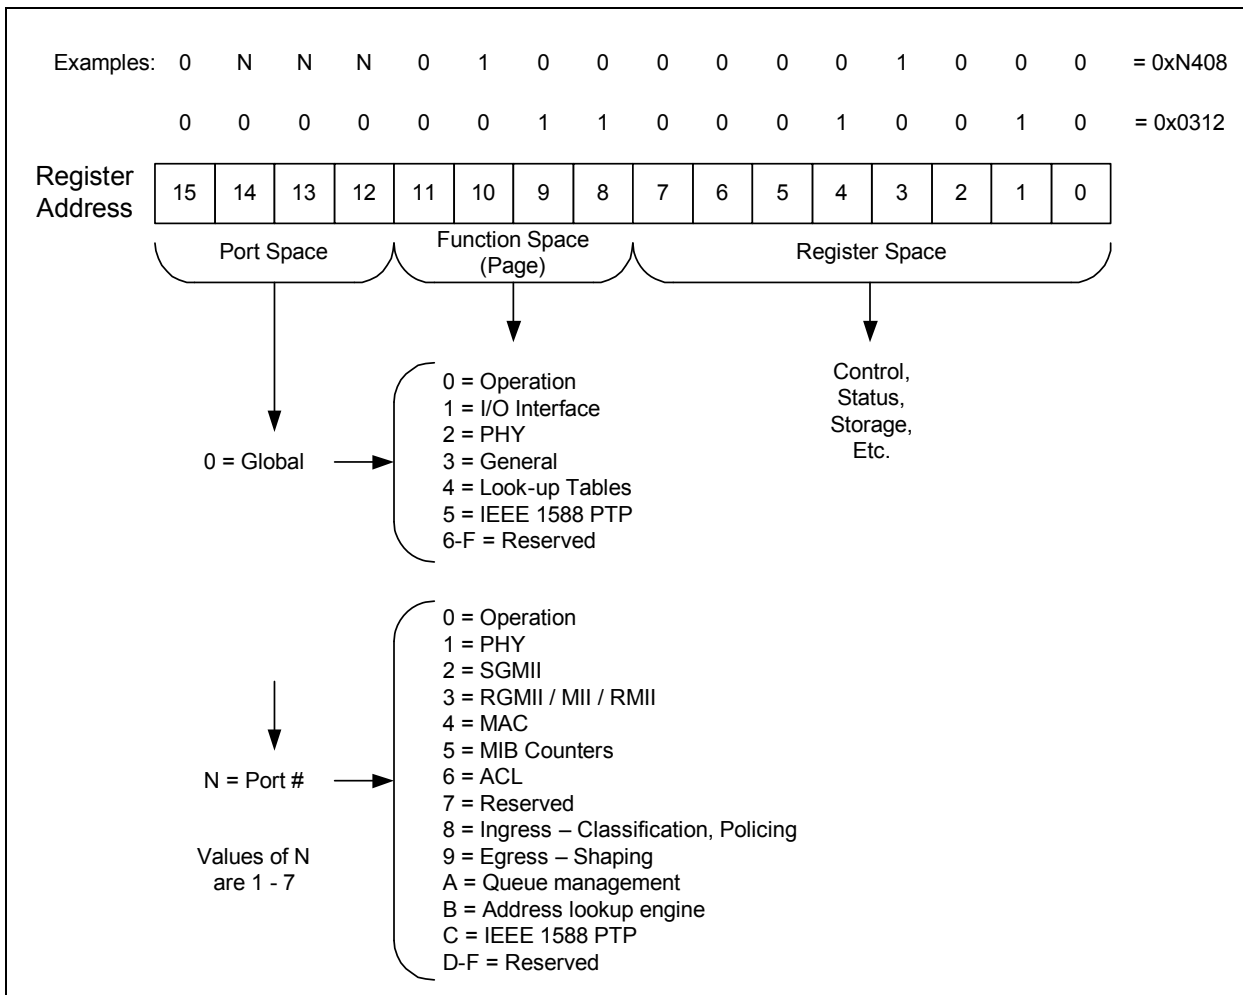 Examples: 0 N N N 0 1 0 0 0 0 0 0 1 0 0 0 = 0xN408
0 0 0 0 0 0 1 1 0 0 0 1 0 0 1 0 = 0x0312
Register
Address
15 14 13 12 11 10 9 8 7 6 5 4 3 2 1 0
Port Space
Function Space
(Page)
Register Space
0 = Global
0 = Operation
1 = I/O Interface
2 = PHY
3 = General
4 = Look-up Tables
5 = IEEE 1588 PTP
6-F = Reserved
Control,
Status,
Storage,
Etc.
N = Port #
Values of N
are 1 - 7
0 = Operation
1 = PHY
2 = SGMII
3 = RGMII / MII / RMII
4 = MAC
5 = MIB Counters
6 = ACL
7 = Reserved
8 = Ingress – Classification, Policing
9 = Egress – Shaping
A = Queue management
B = Address lookup engine
C = IEEE 1588 PTP
D-F = Reserved